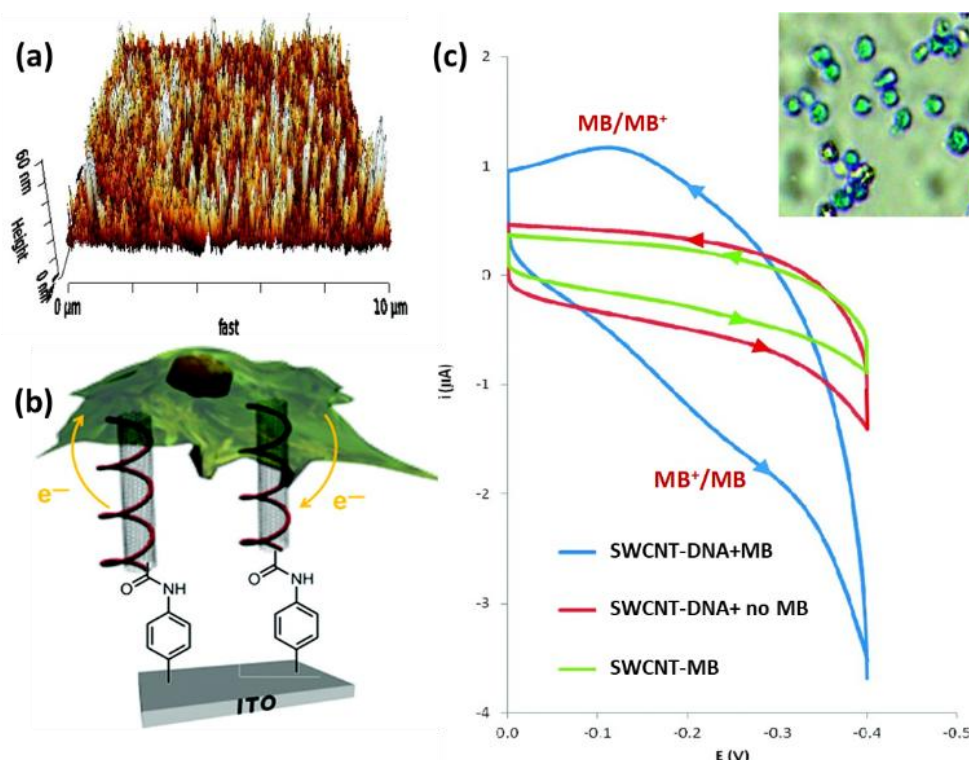 (a)
60 nm
Height
0 nm
0 µm
10 µm
fast
(b)
e—
e—
O
NH
O
NH
ITO
(c)
2
1
0
-1
-2
-3
-4
i (µA)
MB/MB⁺
MB⁺/MB
SWCNT-DNA+MB
SWCNT-DNA+ no MB
SWCNT-MB
0.0 -0.1 -0.2 -0.3 -0.4 -0.5
E (V)